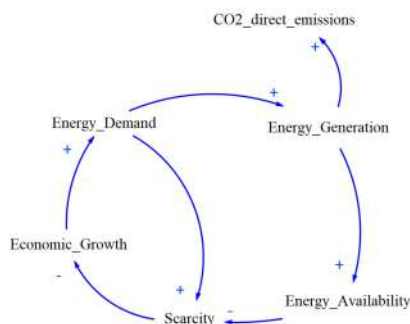 CO2_direct_emissions
+
+
Energy_Demand
Energy_Generation
+
Economic_Growth
-
+
+
Energy_Availability
-
Scarcity